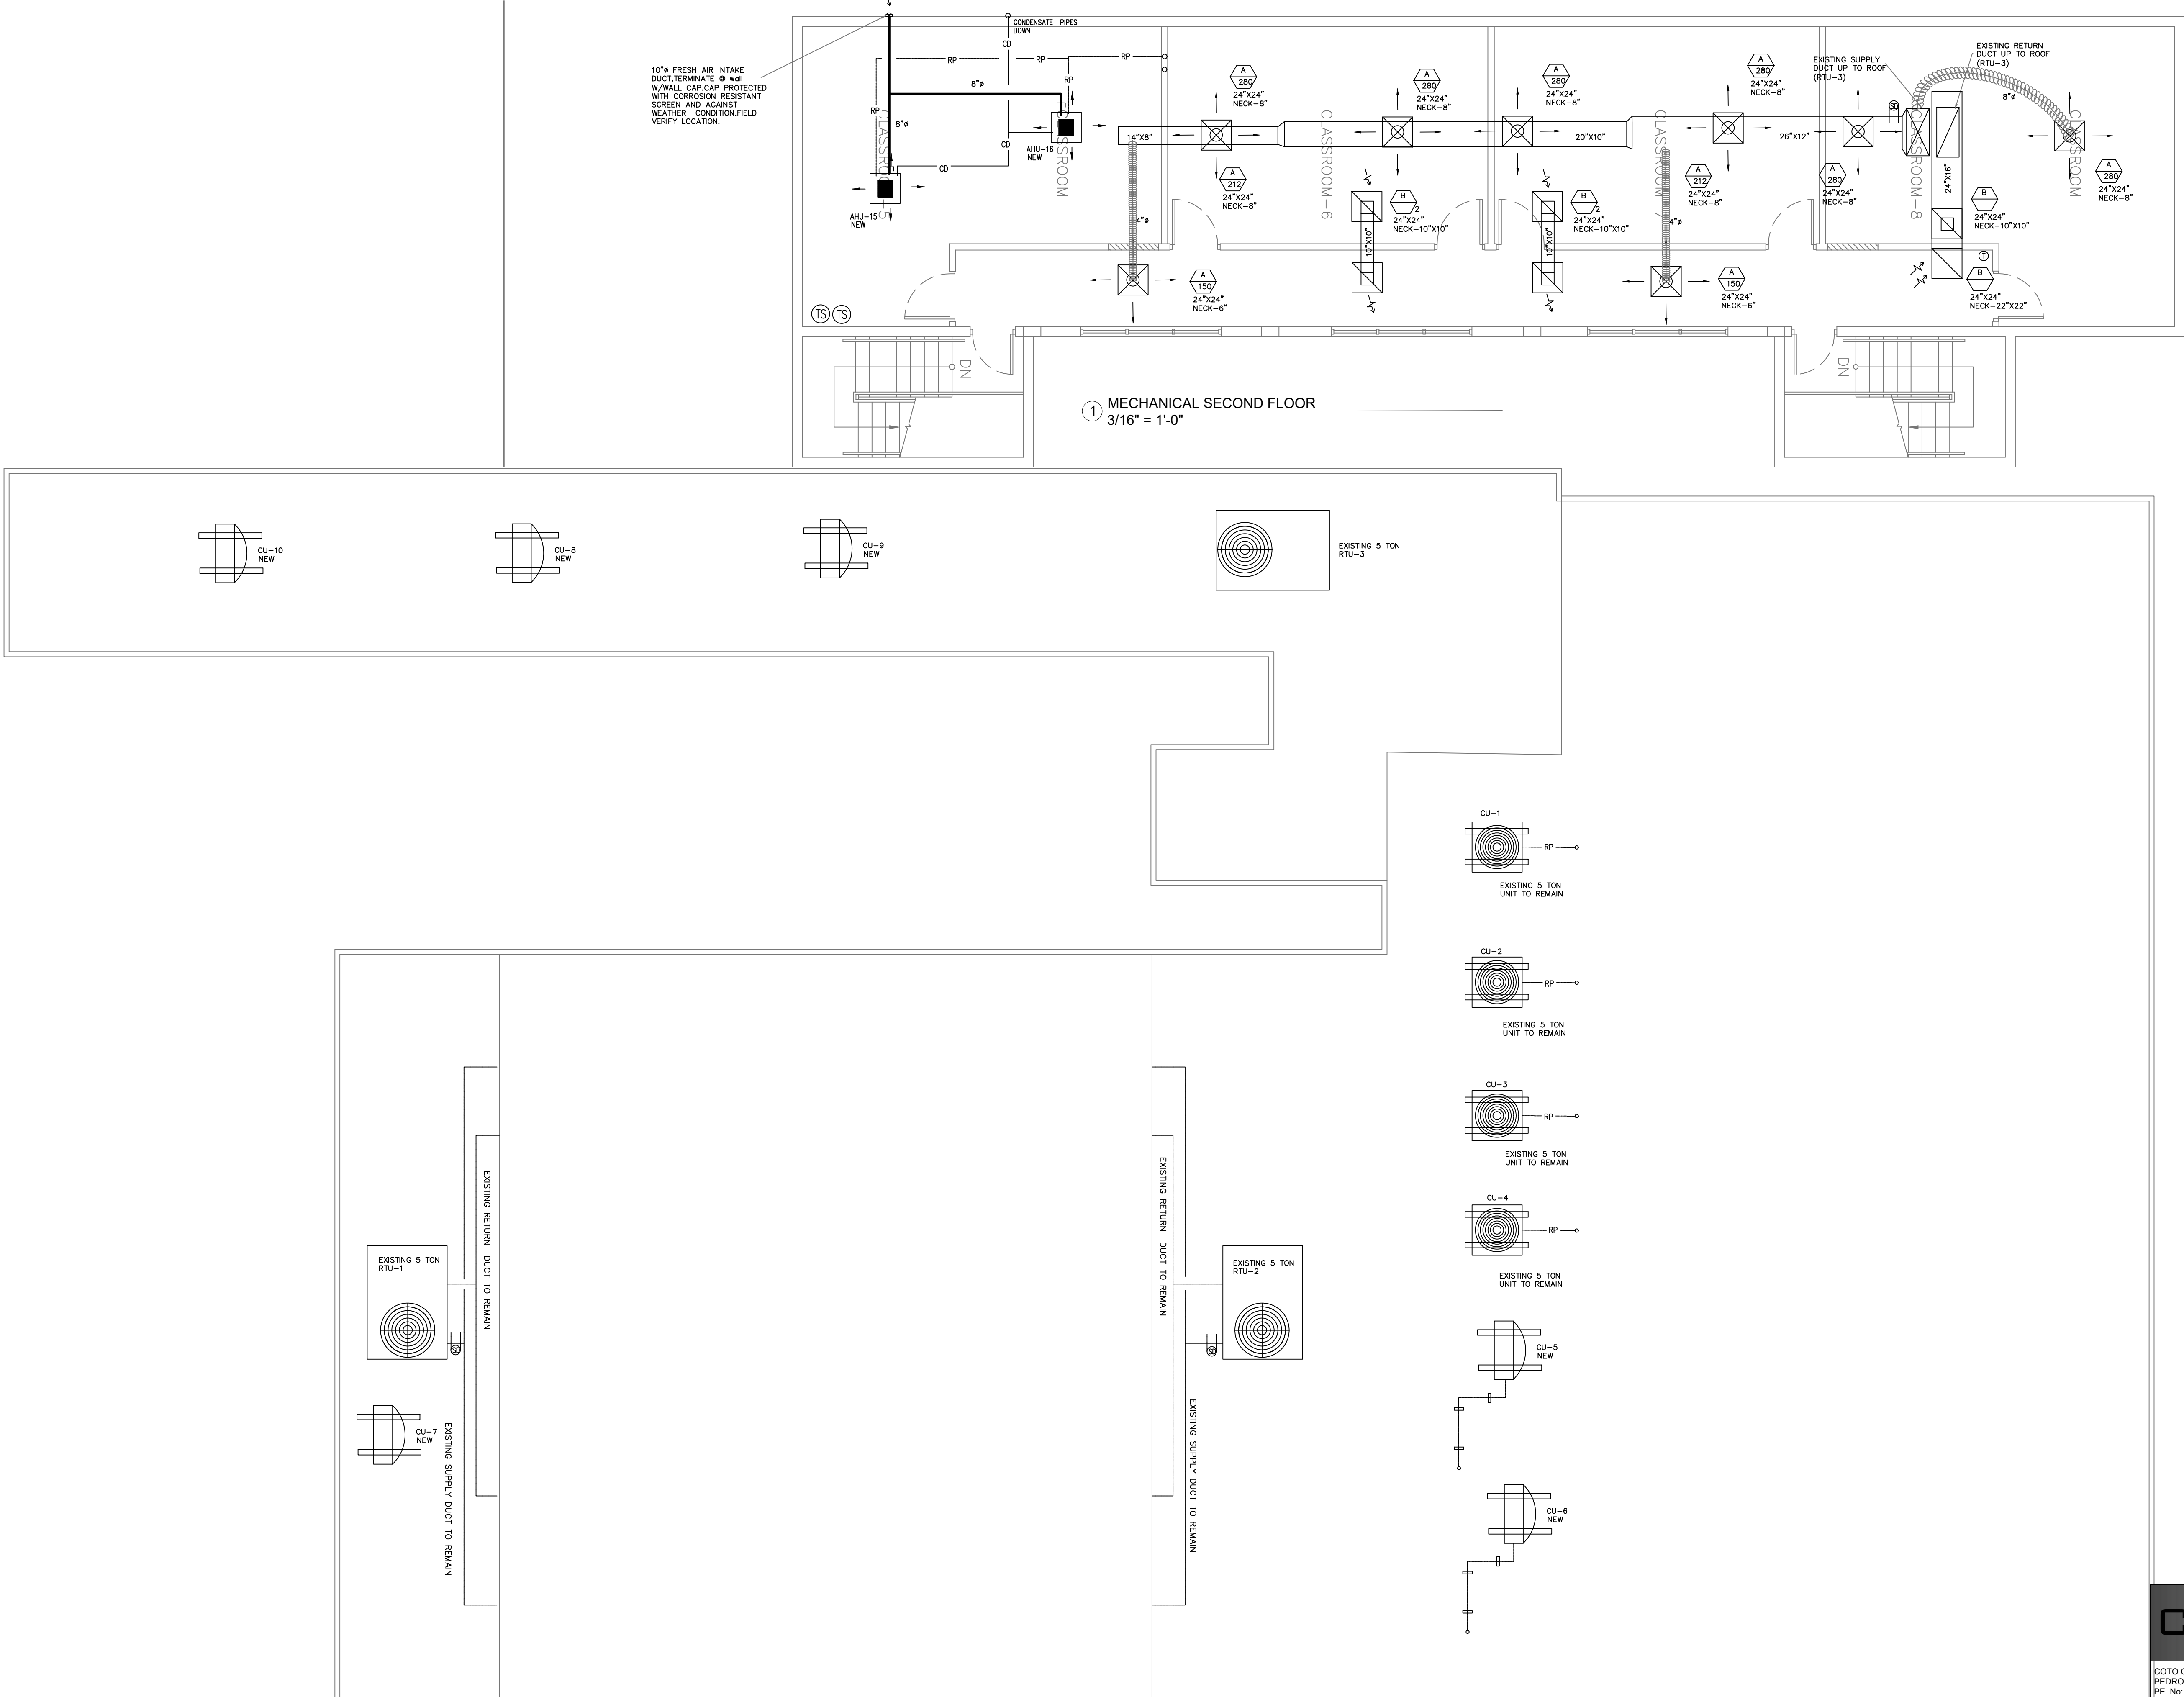 10"ø FRESH AIR INTAKE
DUCT,TERMINATE @ wall
W/WALL CAP.CAP PROTECTED
WITH CORROSION RESISTANT
SCREEN AND AGAINST
WEATHER CONDITION.FIELD
VERIFY LOCATION.
CONDENSATE PIPES
DOWN
CD
RP
RP
RP
RP
RP
8"ø
8"ø
CD
CD
AHU-16
NEW
AHU-15
NEW
CLASSROOM
CLASSROOM-6
CLASSROOM-8
CLASSROOM
A
280
24"X24"
NECK-8"
A
280
24"X24"
NECK-8"
A
280
24"X24"
NECK-8"
A
280
24"X24"
NECK-8"
EXISTING SUPPLY
DUCT UP TO ROOF
(RTU-3)
EXISTING RETURN
DUCT UP TO ROOF
(RTU-3)
SD
8"ø
14"X8"
20"X10"
26"X12"
24"X16"
A
212
24"X24"
NECK-8"
B
2
24"X24"
NECK-10"X10"
B
2
24"X24"
NECK-10"X10"
A
212
24"X24"
NECK-8"
A
280
24"X24"
NECK-8"
A
280
24"X24"
NECK-8"
B
24"X24"
NECK-10"X10"
4"ø
10"X10"
10"X10"
4"ø
A
150
24"X24"
NECK-6"
A
150
24"X24"
NECK-6"
T
B
24"X24"
NECK-22"X22"
TS
TS
DN
DN
1
MECHANICAL SECOND FLOOR
3/16" = 1'-0"
CU-10
NEW
CU-8
NEW
CU-9
NEW
EXISTING 5 TON
RTU-3
CU-1
RP
EXISTING 5 TON
UNIT TO REMAIN
CU-2
RP
EXISTING 5 TON
UNIT TO REMAIN
CU-3
RP
EXISTING 5 TON
UNIT TO REMAIN
CU-4
RP
EXISTING 5 TON
UNIT TO REMAIN
EXISTING RETURN DUCT TO REMAIN
EXISTING RETURN DUCT TO REMAIN
EXISTING 5 TON
RTU-1
EXISTING 5 TON
RTU-2
SD
SD
CU-5
NEW
CU-7
NEW
EXISTING SUPPLY DUCT TO REMAIN
EXISTING SUPPLY DUCT TO REMAIN
CU-6
NEW
COTO
PEDRO
PE. No: